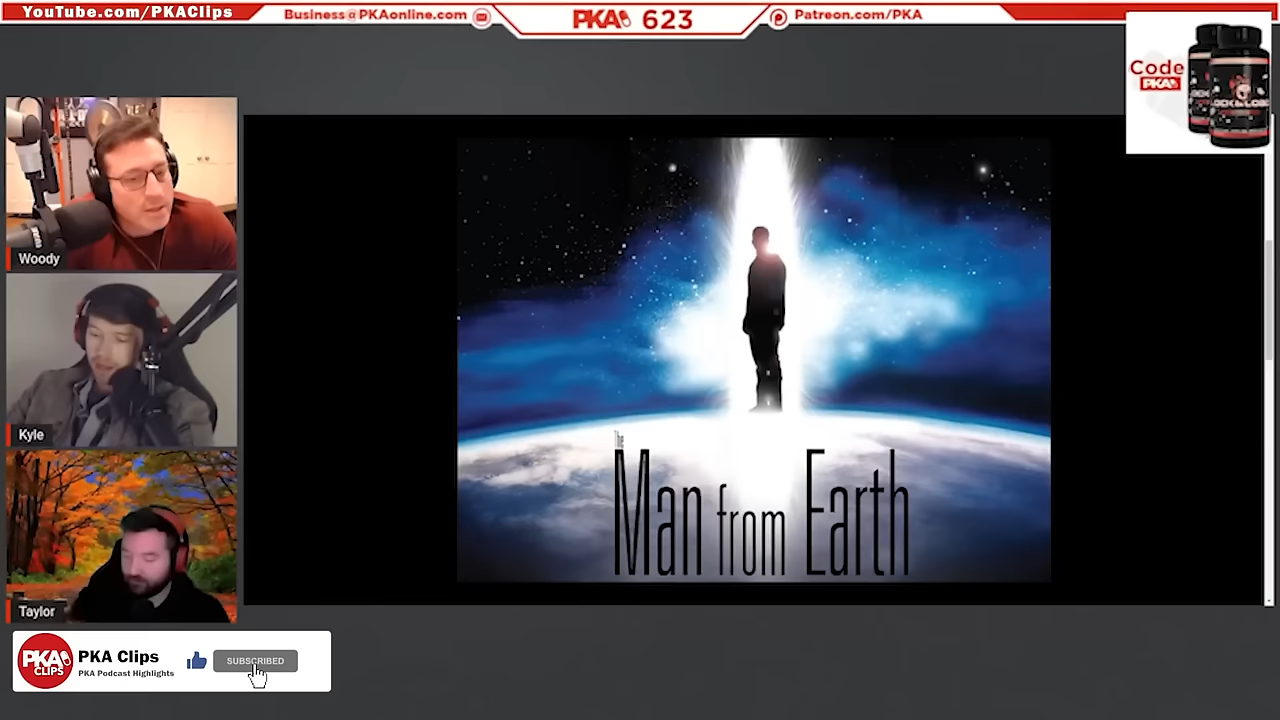 YouTube.com/PKAClips
Business@PKAonline.com
PKA 623
Patreon.com/PKA
Code
PKA
Woody
Kyle
Taylor
The
Man from Earth
PKA
CLIPS
PKA Clips
PKA Podcast Highlights
SUBSCRIBED